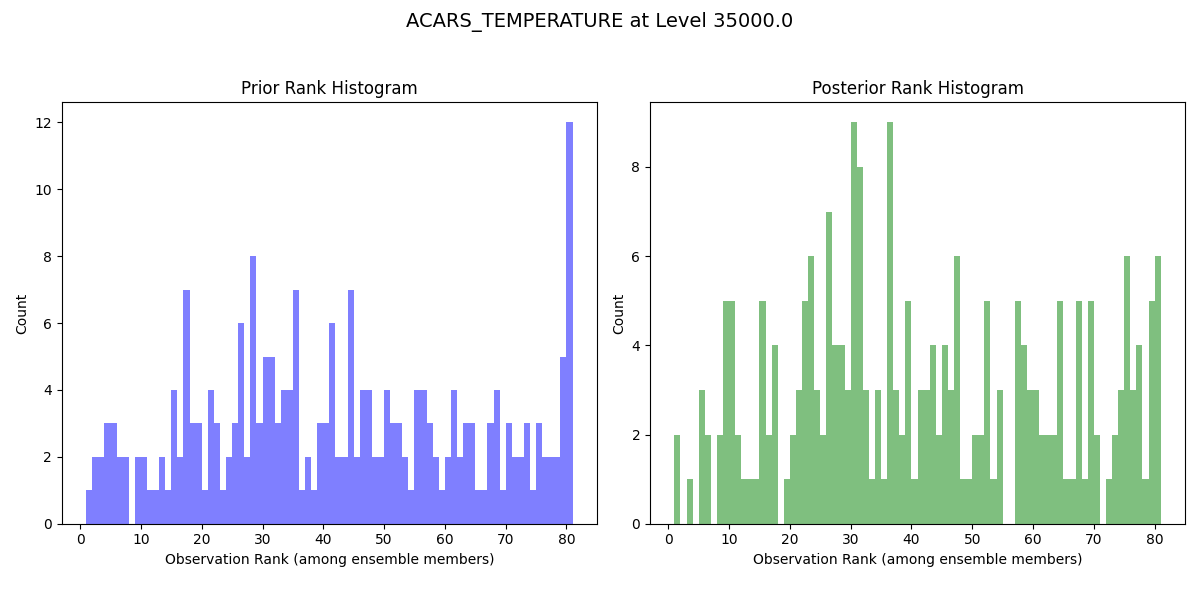 ACARS_TEMPERATURE at Level 35000.0
Prior Rank Histogram
Count
12
10
8
6
4
2
0
0 10 20 30 40 50 60 70 80
Observation Rank (among ensemble members)
Posterior Rank Histogram
Count
8
6
4
2
0
0 10 20 30 40 50 60 70 80
Observation Rank (among ensemble members)